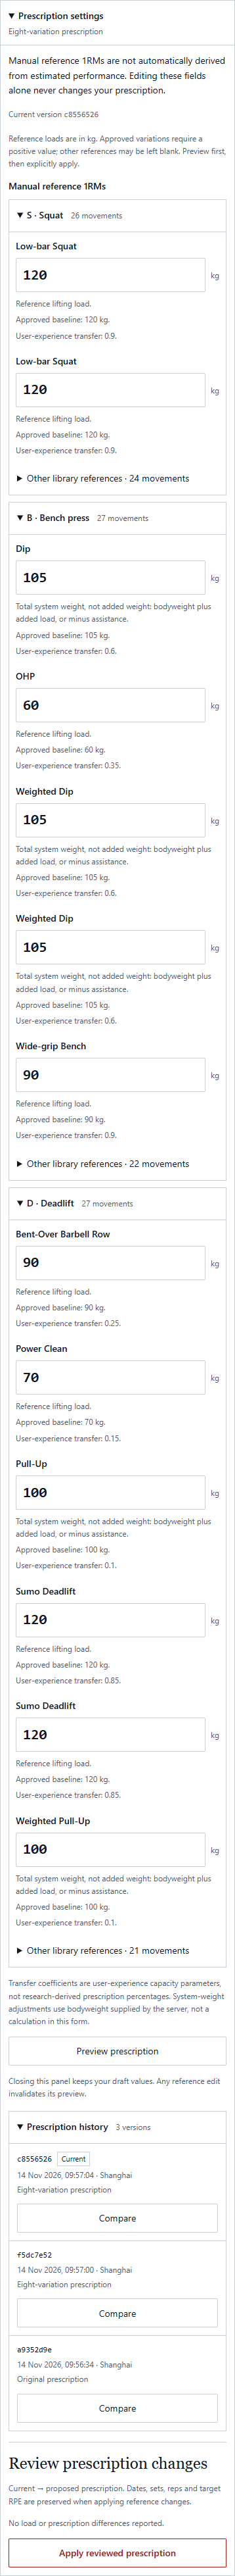 ▼ Prescription settings
Eight-variation prescription
Manual reference 1RMs are not automatically derived
from estimated performance. Editing these fields
alone never changes your prescription.
Current version c8556526
Reference loads are in kg. Approved variations require a
positive value; other references may be left blank. Preview first,
then explicitly apply.
Manual reference 1RMs
▼ S · Squat 26 movements
Low-bar Squat
120 kg
Reference lifting load.
Approved baseline: 120 kg.
User-experience transfer: 0.9.
Low-bar Squat
120 kg
Reference lifting load.
Approved baseline: 120 kg.
User-experience transfer: 0.9.
▶ Other library references · 24 movements
▼ B · Bench press 27 movements
Dip
105 kg
Total system weight, not added weight: bodyweight plus
added load, or minus assistance.
Approved baseline: 105 kg.
User-experience transfer: 0.6.
OHP
60 kg
Reference lifting load.
Approved baseline: 60 kg.
User-experience transfer: 0.35.
Weighted Dip
105 kg
Total system weight, not added weight: bodyweight plus
added load, or minus assistance.
Approved baseline: 105 kg.
User-experience transfer: 0.6.
Weighted Dip
105 kg
Total system weight, not added weight: bodyweight plus
added load, or minus assistance.
Approved baseline: 105 kg.
User-experience transfer: 0.6.
Wide-grip Bench
90 kg
Reference lifting load.
Approved baseline: 90 kg.
User-experience transfer: 0.9.
▶ Other library references · 22 movements
▼ D · Deadlift 27 movements
Bent-Over Barbell Row
90 kg
Reference lifting load.
Approved baseline: 90 kg.
User-experience transfer: 0.25.
Power Clean
70 kg
Reference lifting load.
Approved baseline: 70 kg.
User-experience transfer: 0.15.
Pull-Up
100 kg
Total system weight, not added weight: bodyweight plus
added load, or minus assistance.
Approved baseline: 100 kg.
User-experience transfer: 0.1.
Sumo Deadlift
120 kg
Reference lifting load.
Approved baseline: 120 kg.
User-experience transfer: 0.85.
Sumo Deadlift
120 kg
Reference lifting load.
Approved baseline: 120 kg.
User-experience transfer: 0.85.
Weighted Pull-Up
100 kg
Total system weight, not added weight: bodyweight plus
added load, or minus assistance.
Approved baseline: 100 kg.
User-experience transfer: 0.1.
▶ Other library references · 21 movements
Transfer coefficients are user-experience capacity parameters,
not research-derived prescription percentages. System-weight
adjustments use bodyweight supplied by the server, not a
calculation in this form.
Preview prescription
Closing this panel keeps your draft values. Any reference edit
invalidates its preview.
▼ Prescription history 3 versions
c8556526 Current
14 Nov 2026, 09:57:04 · Shanghai
Eight-variation prescription
Compare
f5dc7e52
14 Nov 2026, 09:57:00 · Shanghai
Eight-variation prescription
Compare
a9352d9e
14 Nov 2026, 09:56:34 · Shanghai
Original prescription
Compare
Review prescription changes
Current → proposed prescription. Dates, sets, reps and target
RPE are preserved when applying reference changes.
No load or prescription differences reported.
Apply reviewed prescription